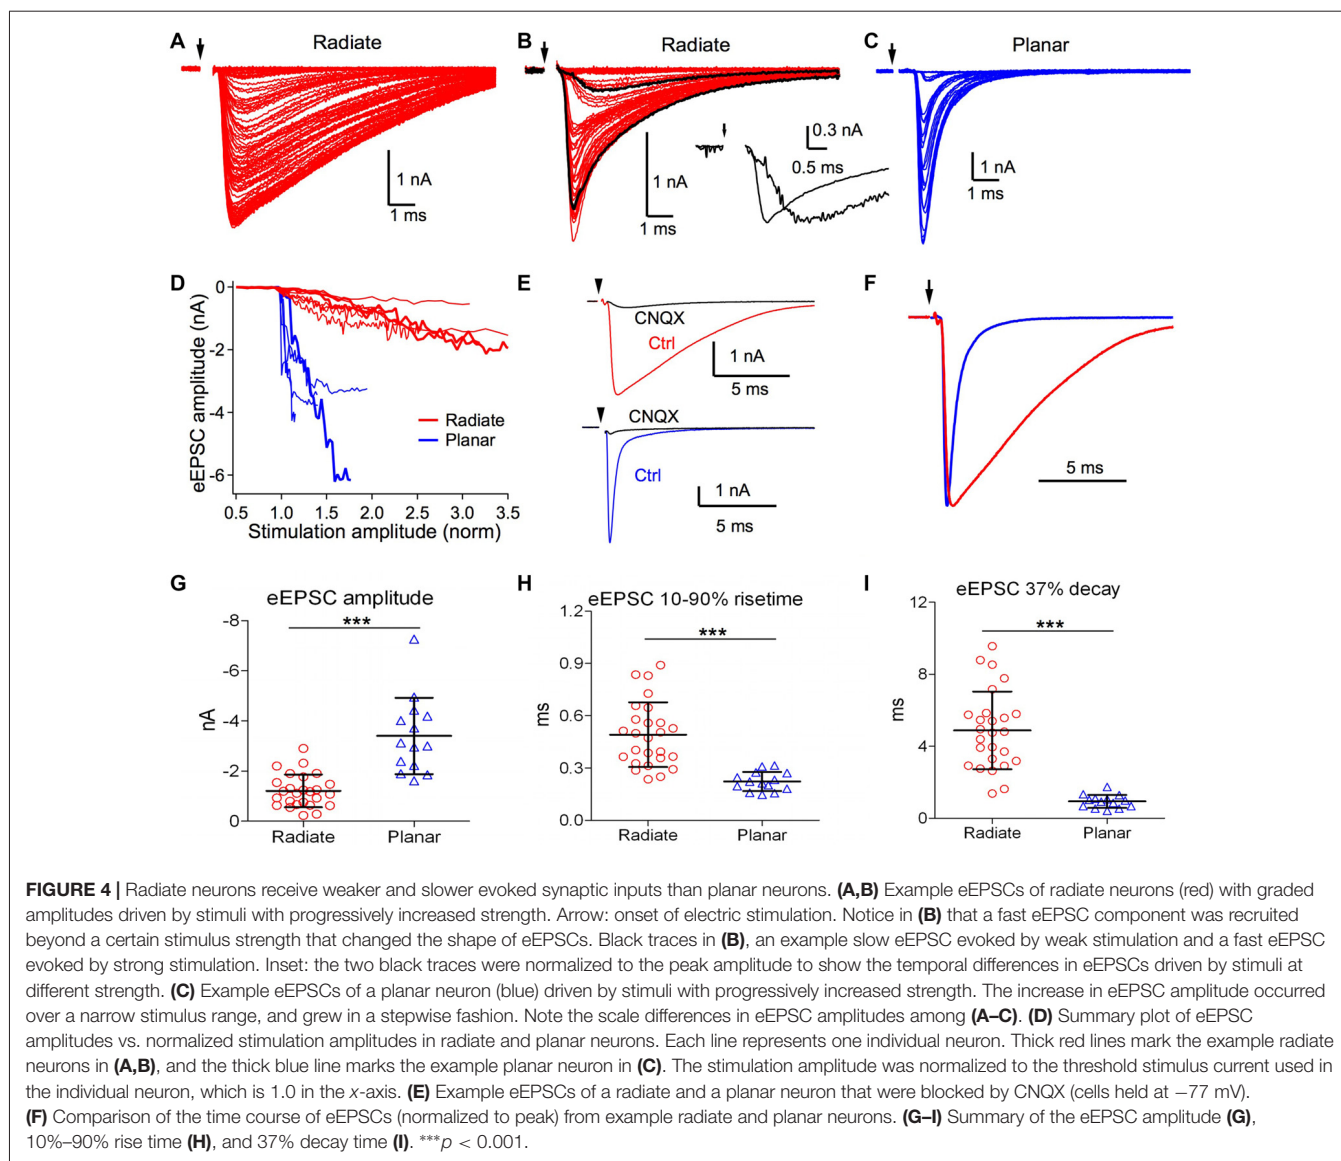 A
Radiate
1 nA
1 ms
B
Radiate
0.3 nA
0.5 ms
1 nA
1 ms
C
Planar
1 nA
1 ms
D
eEPSC amplitude (nA)
0
-2
-4
-6
Radiate
Planar
0.5 1.0 1.5 2.0 2.5 3.0 3.5
Stimulation amplitude (norm)
E
CNQX
Ctrl
1 nA
5 ms
CNQX
Ctrl
1 nA
5 ms
F
5 ms
G
eEPSC amplitude
***
nA
-8
-6
-4
-2
0
Radiate Planar
H
eEPSC 10-90% risetime
***
ms
1.2
0.9
0.6
0.3
0.0
Radiate Planar
I
eEPSC 37% decay
***
ms
12
8
4
0
Radiate Planar
FIGURE 4 | Radiate neurons receive weaker and slower evoked synaptic inputs than planar neurons. (A,B) Example eEPSCs of radiate neurons (red) with graded
amplitudes driven by stimuli with progressively increased strength. Arrow: onset of electric stimulation. Notice in (B) that a fast eEPSC component was recruited
beyond a certain stimulus strength that changed the shape of eEPSCs. Black traces in (B), an example slow eEPSC evoked by weak stimulation and a fast eEPSC
evoked by strong stimulation. Inset: the two black traces were normalized to the peak amplitude to show the temporal differences in eEPSCs driven by stimuli at
different strength. (C) Example eEPSCs of a planar neuron (blue) driven by stimuli with progressively increased strength. The increase in eEPSC amplitude occurred
over a narrow stimulus range, and grew in a stepwise fashion. Note the scale differences in eEPSC amplitudes among (A–C). (D) Summary plot of eEPSC
amplitudes vs. normalized stimulation amplitudes in radiate and planar neurons. Each line represents one individual neuron. Thick red lines mark the example radiate
neurons in (A,B), and the thick blue line marks the example planar neuron in (C). The stimulation amplitude was normalized to the threshold stimulus current used in
the individual neuron, which is 1.0 in the x-axis. (E) Example eEPSCs of a radiate and a planar neuron that were blocked by CNQX (cells held at −77 mV).
(F) Comparison of the time course of eEPSCs (normalized to peak) from example radiate and planar neurons. (G–I) Summary of the eEPSC amplitude (G),
10%–90% rise time (H), and 37% decay time (I). ***p < 0.001.